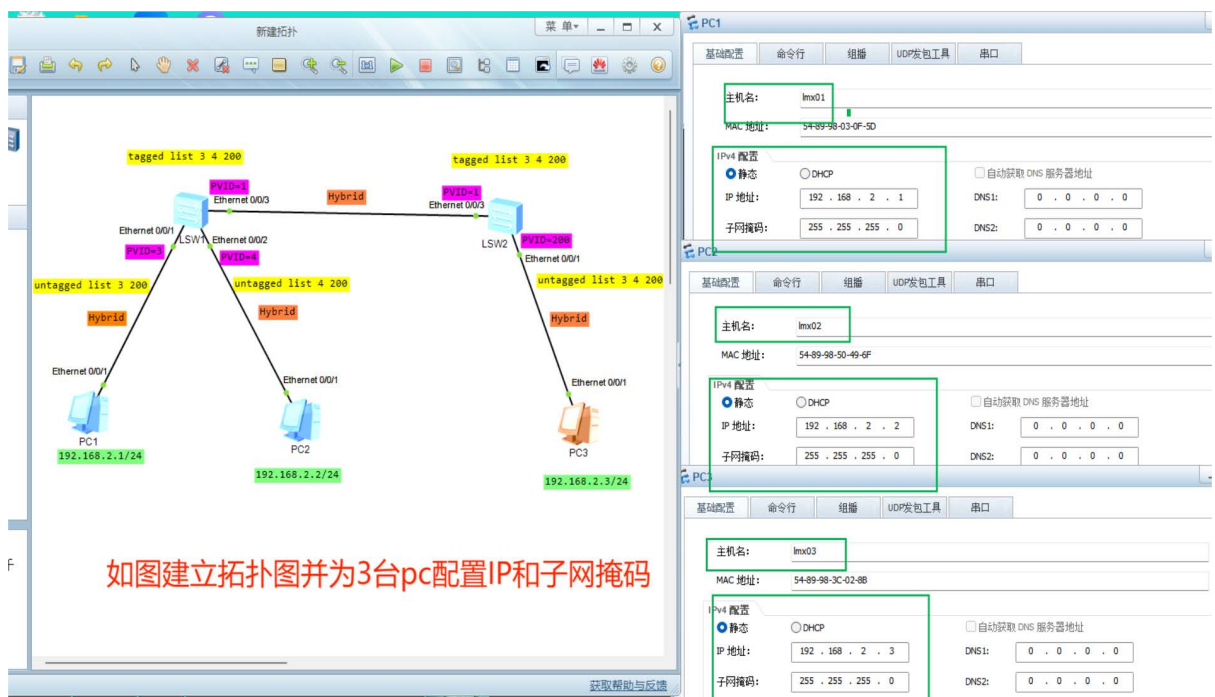 新建拓扑
菜 单
tagged list 3 4 200
tagged list 3 4 200
PVID=1
Hybrid
PVID=1
Ethernet 0/0/3
Ethernet 0/0/3
Ethernet 0/0/1
LSW1
Ethernet 0/0/2
LSW2
PVID=200
PVID=3
PVID=4
Ethernet 0/0/1
untagged list 3 200
untagged list 4 200
untagged list 3 4 200
Hybrid
Hybrid
Hybrid
Ethernet 0/0/1
Ethernet 0/0/1
Ethernet 0/0/1
PC1
PC2
PC3
192.168.2.1/24
192.168.2.2/24
192.168.2.3/24
如图建立拓扑图并为3台pc配置IP和子网掩码
获取帮助与反馈
PC1
基础配置 命令行 组播 UDP发包工具 串口
主机名: lmx01
MAC 地址: 54-89-98-03-0F-5D
IPv4 配置
静态 DHCP 自动获取 DNS 服务器地址
IP 地址: 192 . 168 . 2 . 1 DNS1: 0 . 0 . 0 . 0
子网掩码: 255 . 255 . 255 . 0 DNS2: 0 . 0 . 0 . 0
PC2
基础配置 命令行 组播 UDP发包工具 串口
主机名: lmx02
MAC 地址: 54-89-98-50-49-6F
IPv4 配置
静态 DHCP 自动获取 DNS 服务器地址
IP 地址: 192 . 168 . 2 . 2 DNS1: 0 . 0 . 0 . 0
子网掩码: 255 . 255 . 255 . 0 DNS2: 0 . 0 . 0 . 0
PC3
基础配置 命令行 组播 UDP发包工具 串口
主机名: lmx03
MAC 地址: 54-89-98-3C-02-8B
IPv4 配置
静态 DHCP 自动获取 DNS 服务器地址
IP 地址: 192 . 168 . 2 . 3 DNS1: 0 . 0 . 0 . 0
子网掩码: 255 . 255 . 255 . 0 DNS2: 0 . 0 . 0 . 0